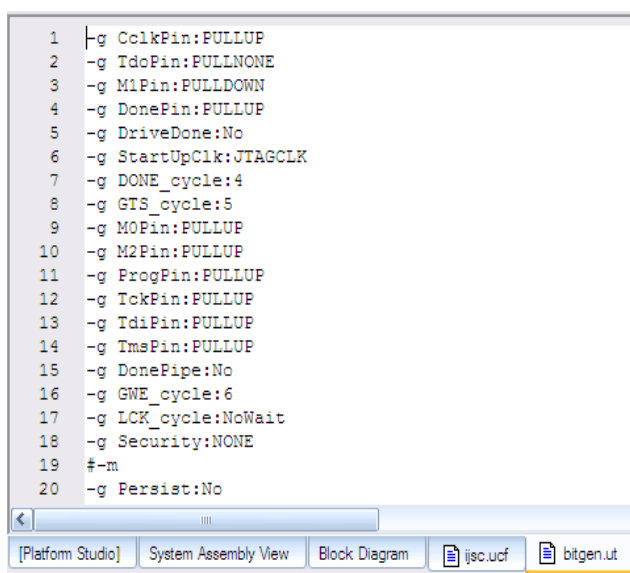 1 -g CclkPin:PULLUP
2 -g TdoPin:PULLNONE
3 -g M1Pin:PULLDOWN
4 -g DonePin:PULLUP
5 -g DriveDone:No
6 -g StartUpClk:JTAGCLK
7 -g DONE_cycle:4
8 -g GTS_cycle:5
9 -g M0Pin:PULLUP
10 -g M2Pin:PULLUP
11 -g ProgPin:PULLUP
12 -g TckPin:PULLUP
13 -g TdiPin:PULLUP
14 -g TmsPin:PULLUP
15 -g DonePipe:No
16 -g GWE_cycle:6
17 -g LCK_cycle:NoWait
18 -g Security:NONE
19 #-m
20 -g Persist:No
[Platform Studio] System Assembly View Block Diagram ijsc.ucf bitgen.ut